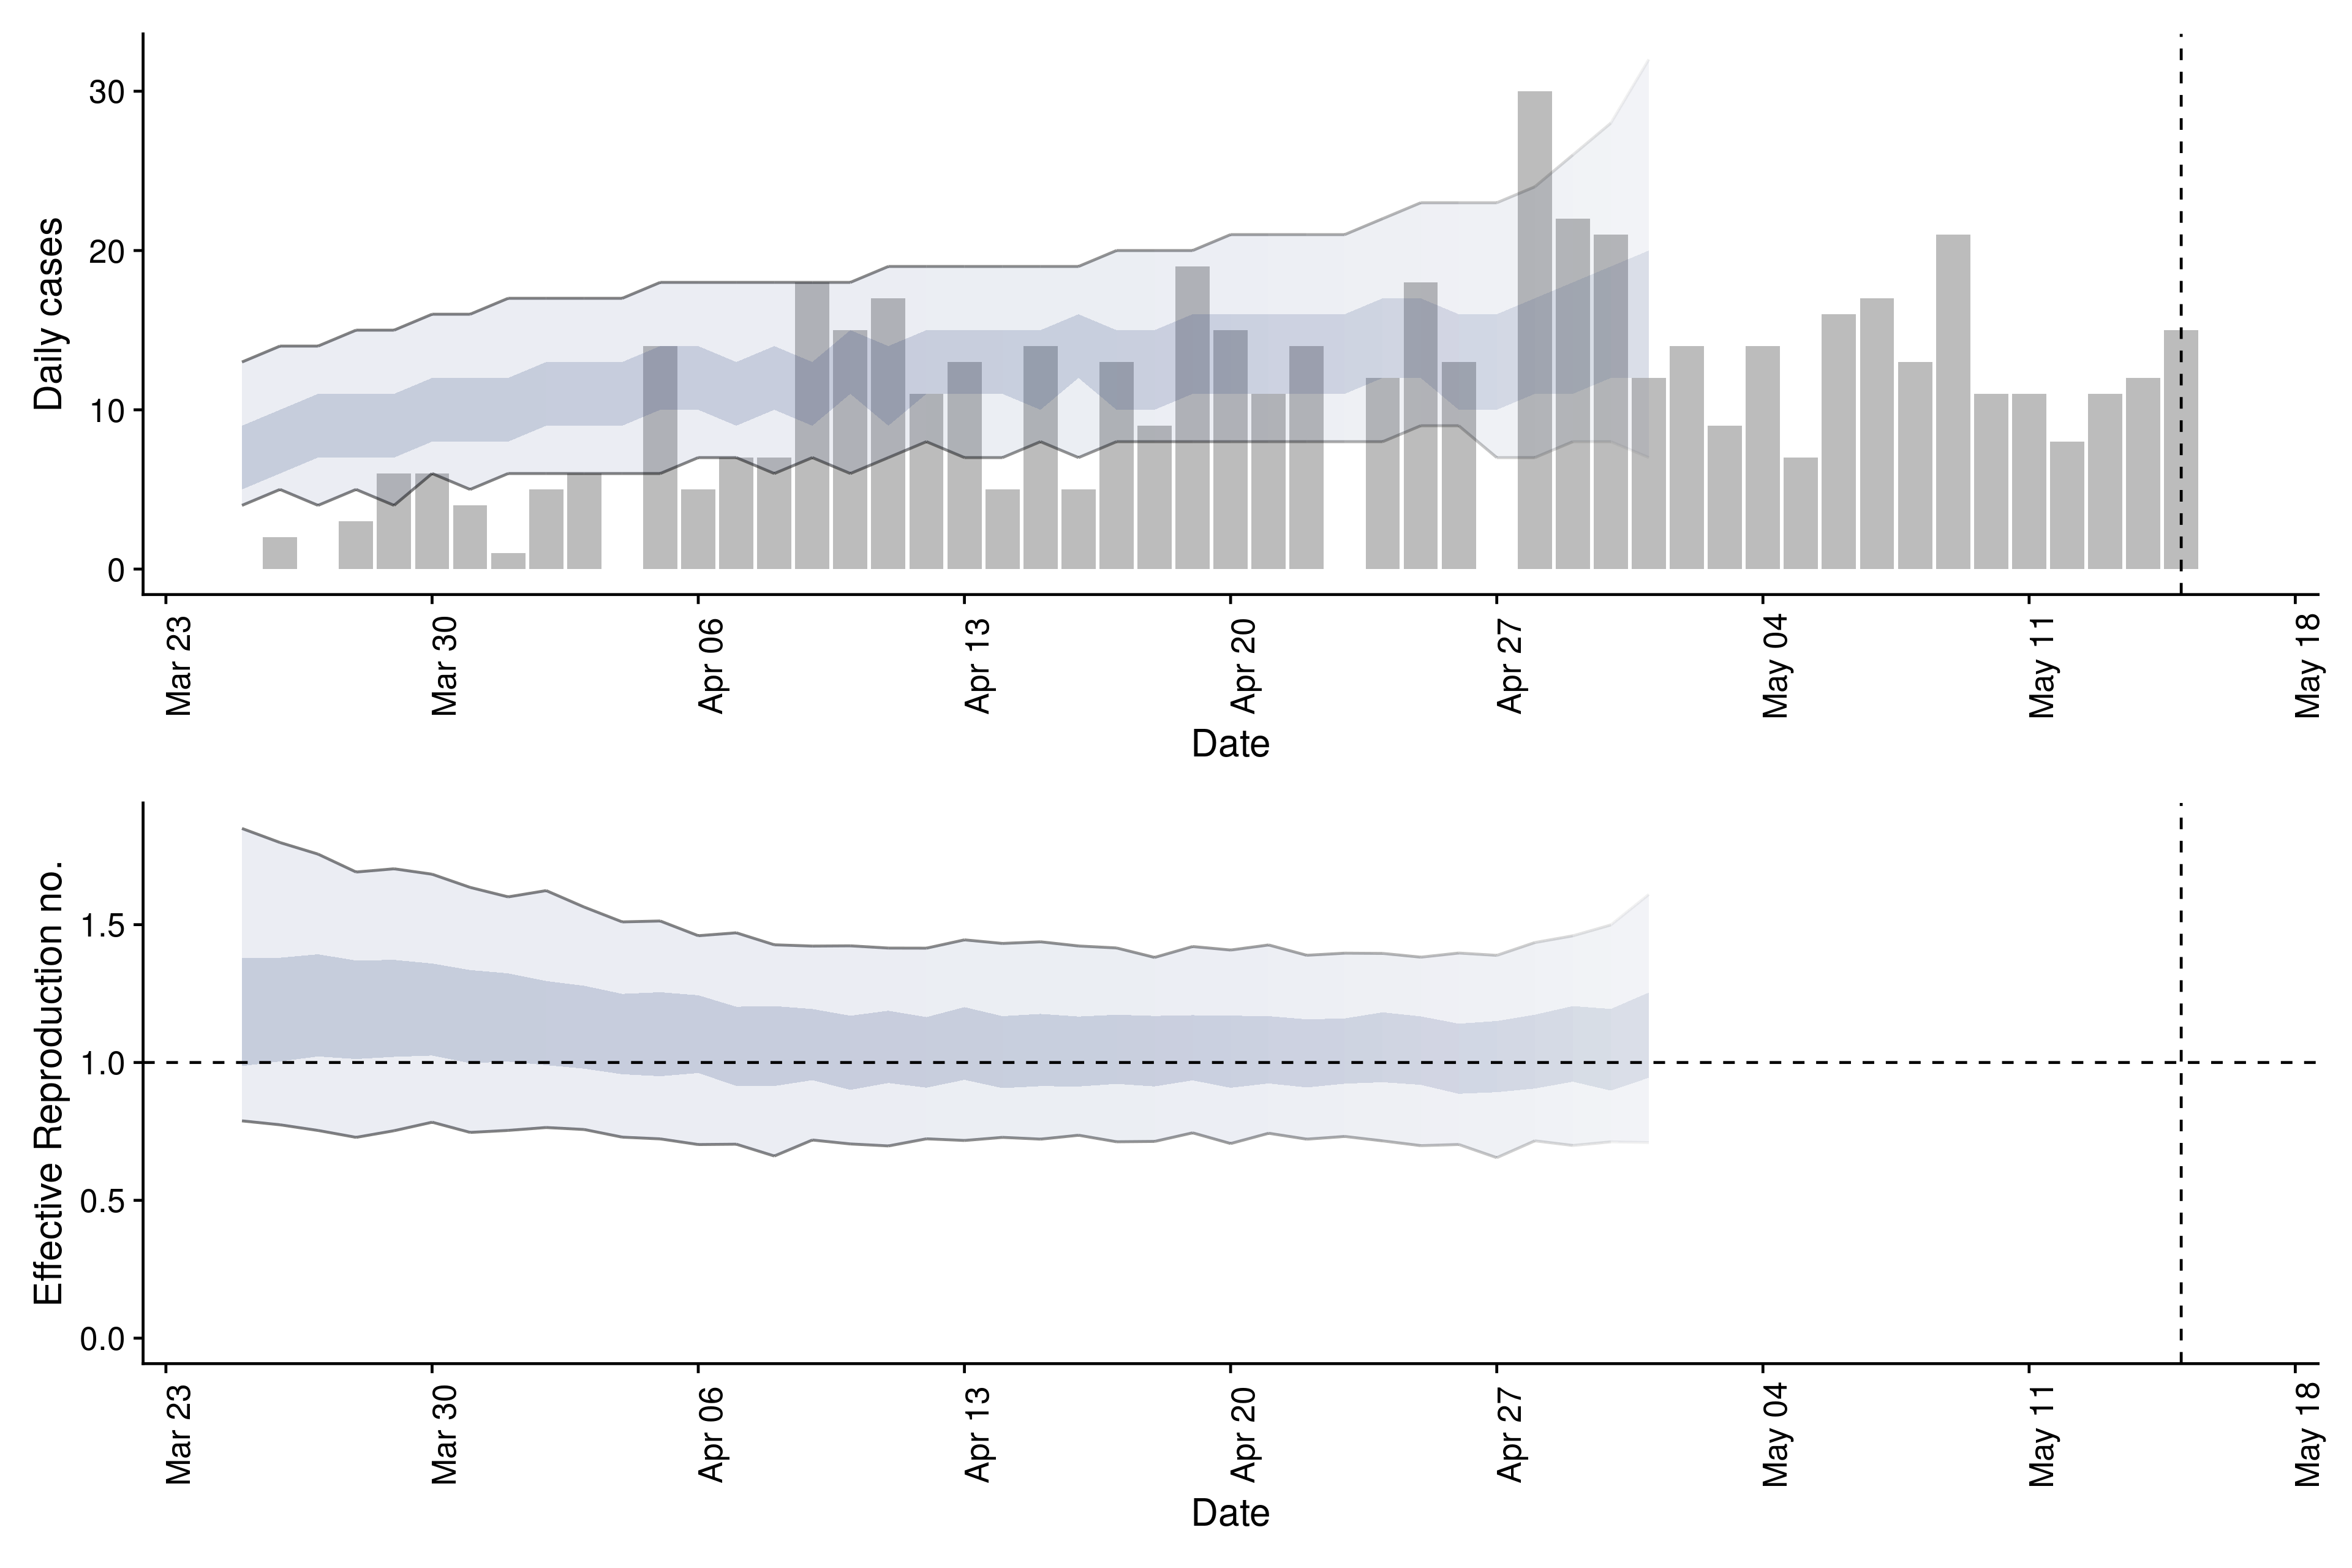 Daily cases
30
20
10
0
Mar 23
Mar 30
Apr 06
Apr 13
Apr 20
Apr 27
May 04
May 11
May 18
Date
Effective Reproduction no.
1.5
1.0
0.5
0.0
Mar 23
Mar 30
Apr 06
Apr 13
Apr 20
Apr 27
May 04
May 11
May 18
Date